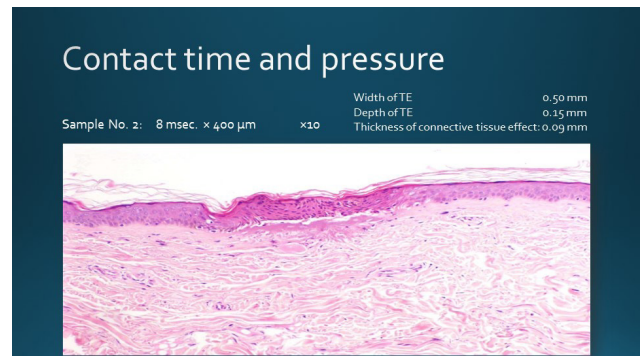 Contact time and pressure
Width of TE 0.50 mm
Depth of TE 0.15 mm
Thickness of connective tissue effect: 0.09 mm
Sample No. 2: 8 msec. × 400 µm ×10